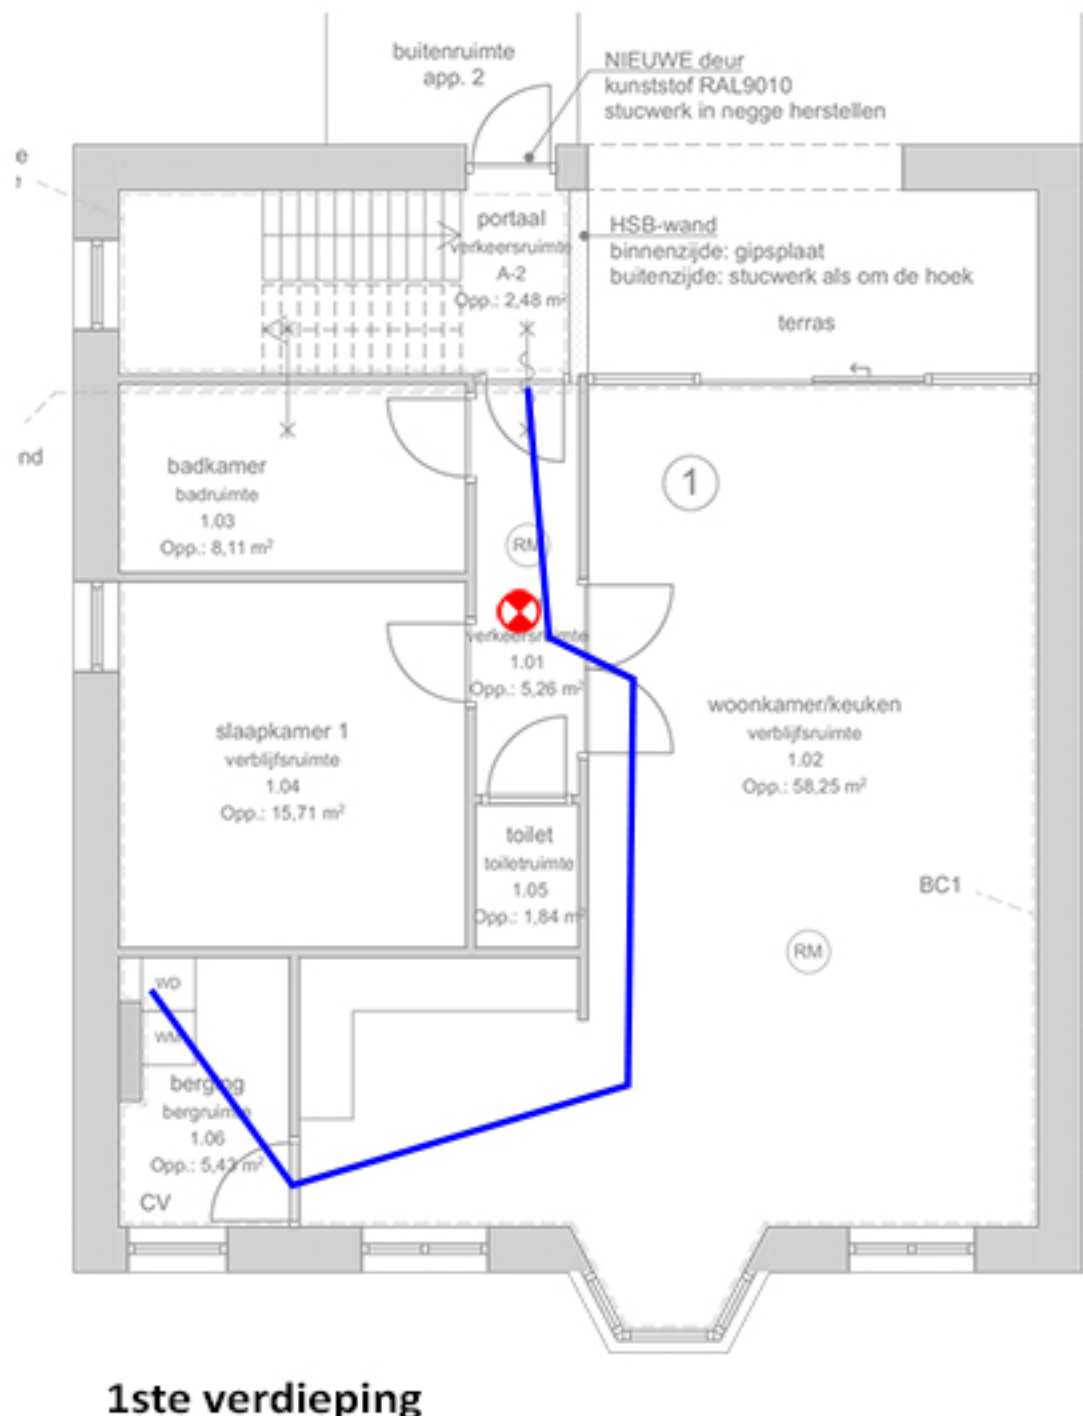 buitenruimte
app. 2
NIEUWE deur
kunststof RAL9010
stucwerk in negge herstellen
e
portaal
verkeersruimte
A-2
Opp.: 2,48 m²
HSB-wand
binnenzijde: gipsplaat
buitenzijde: stucwerk als om de hoek
terras
nd
badkamer
badruimte
1.03
Opp.: 8,11 m²
1
RM
verkeersruimte
1.01
Opp.: 5,26 m²
slaapkamer 1
verblijfsruimte
1.04
Opp.: 15,71 m²
woonkamer/keuken
verblijfsruimte
1.02
Opp.: 58,25 m²
toilet
toiletruimte
1.05
Opp.: 1,84 m²
BC1
RM
WD
WM
berging
bergruimte
1.06
Opp.: 5,43 m²
CV
1ste verdieping